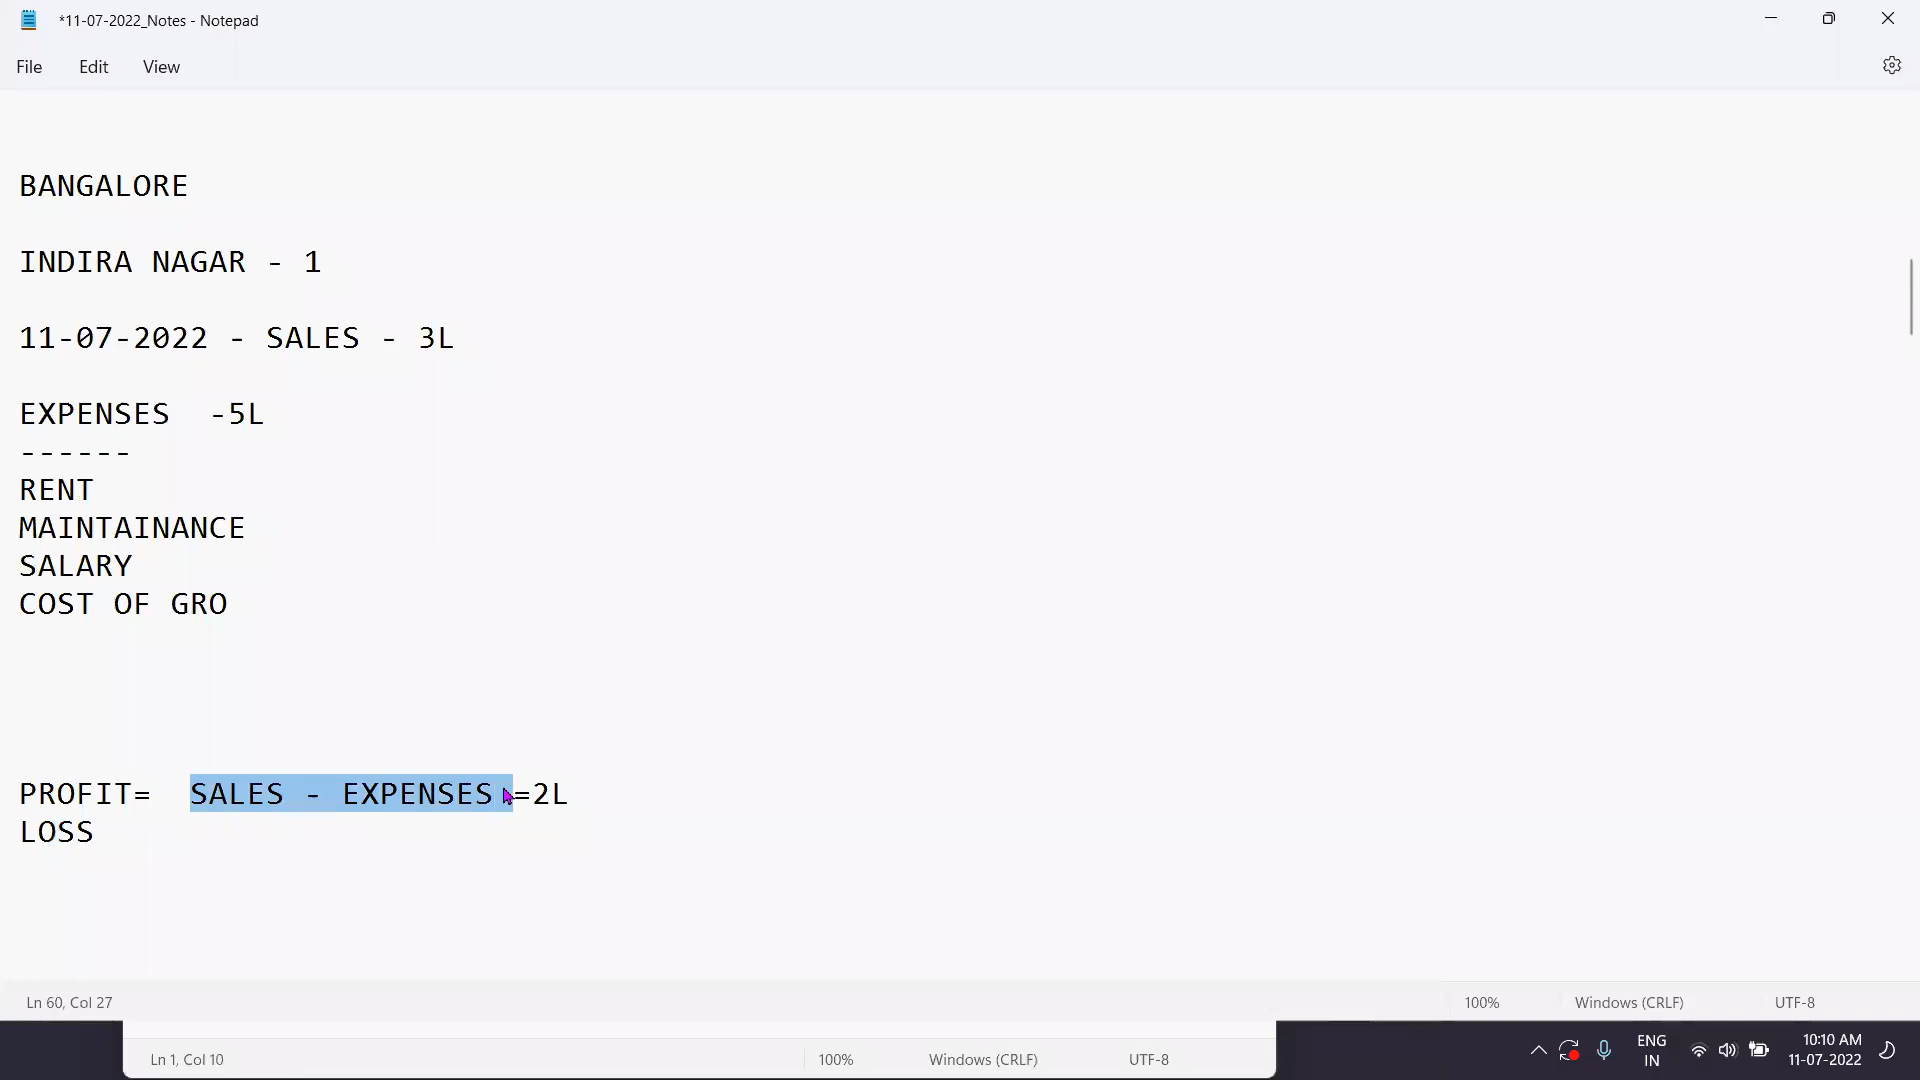 *11-07-2022_Notes - Notepad
File Edit View
BANGALORE
INDIRA NAGAR - 1
11-07-2022 - SALES - 3L
EXPENSES  -5L
------
RENT
MAINTAINANCE
SALARY
COST OF GRO
PROFIT=  SALES - EXPENSES =2L
LOSS
Ln 60, Col 27 100% Windows (CRLF) UTF-8
Ln 1, Col 10 100% Windows (CRLF) UTF-8
ENG
IN
10:10 AM
11-07-2022